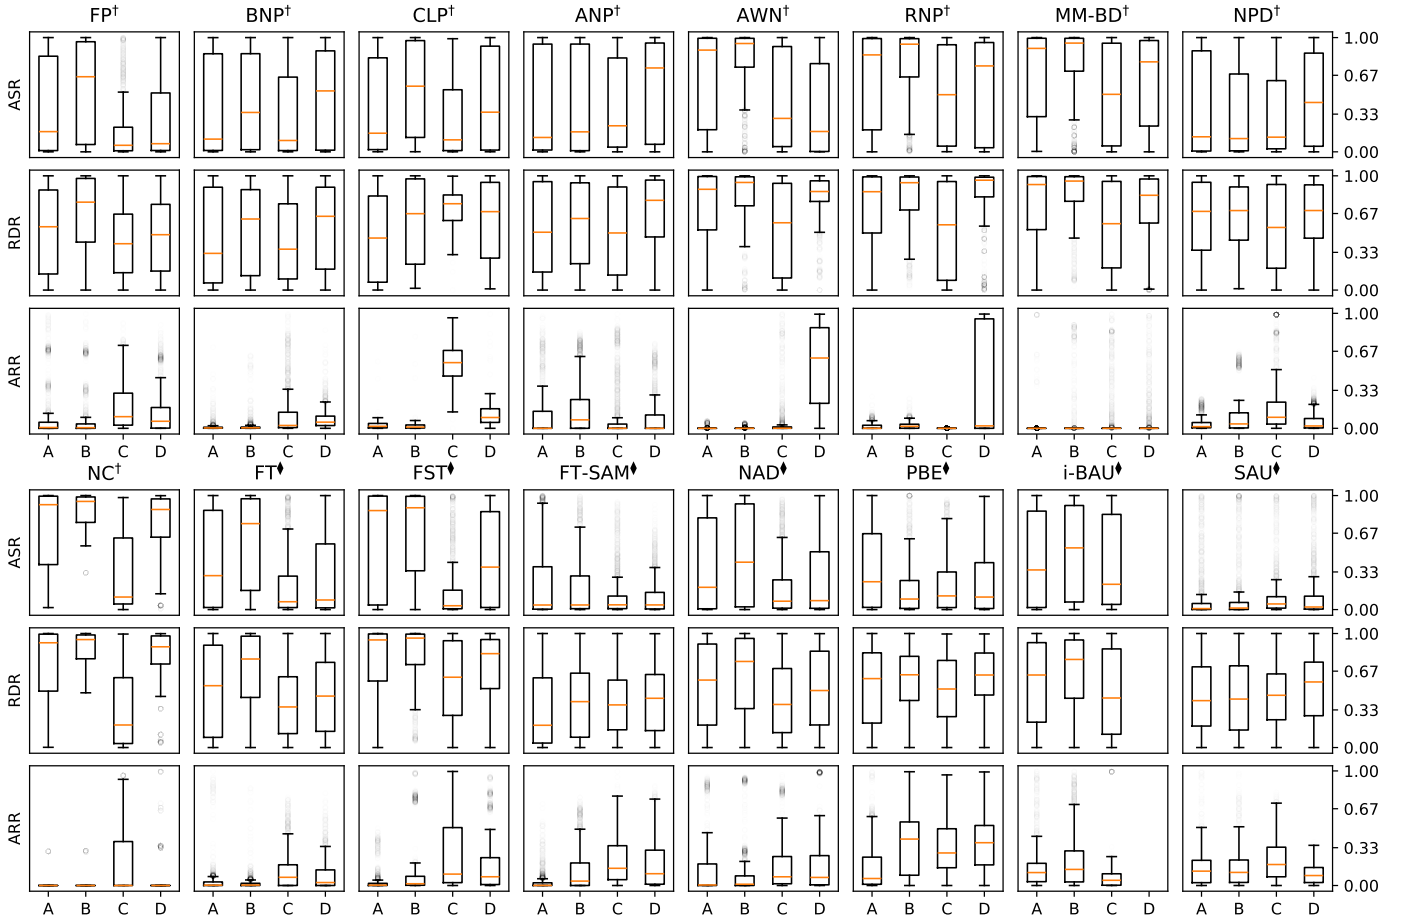 FP† BNP† CLP† ANP† AWN† RNP† MM-BD† NPD†
ASR 1.00 0.67 0.33 0.00
RDR 1.00 0.67 0.33 0.00
ARR 1.00 0.67 0.33 0.00
A B C D A B C D A B C D A B C D A B C D A B C D A B C D A B C D
NC† FT♦ FST♦ FT-SAM♦ NAD♦ PBE♦ i-BAU♦ SAU♦
ASR 1.00 0.67 0.33 0.00
RDR 1.00 0.67 0.33 0.00
ARR 1.00 0.67 0.33 0.00
A B C D A B C D A B C D A B C D A B C D A B C D A B C D A B C D